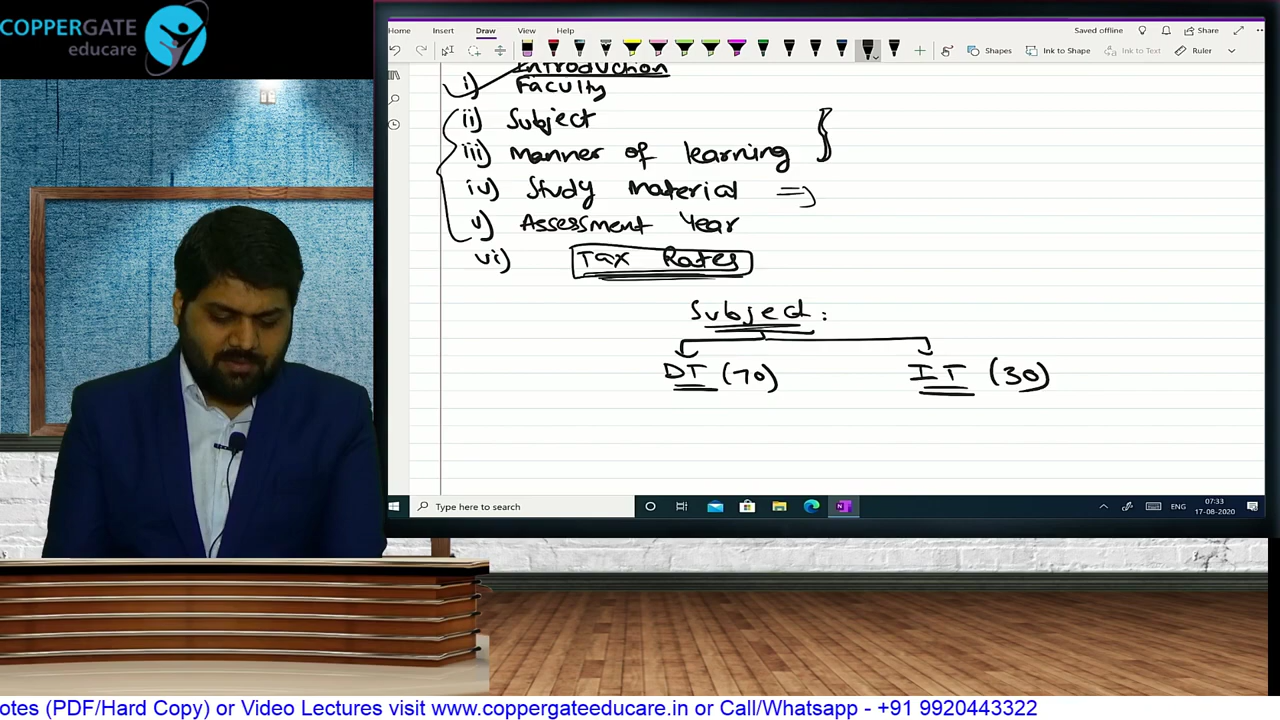 COPPERGATE
educare
Home Insert Draw View Help
Saved offline Share
Shapes Ink to Shape Ink to Text Ruler
Introduction
i) Faculty
ii) Subject
iii) Manner of learning
iv) Study Material =>
v) Assessment Year
vi) Tax Rates
Subject:
DT (70) IT (30)
Type here to search
ENG
07:33
17-08-2020
otes (PDF/Hard Copy) or Video Lectures visit www.coppergateeducare.in or Call/Whatsapp - +91 9920443322